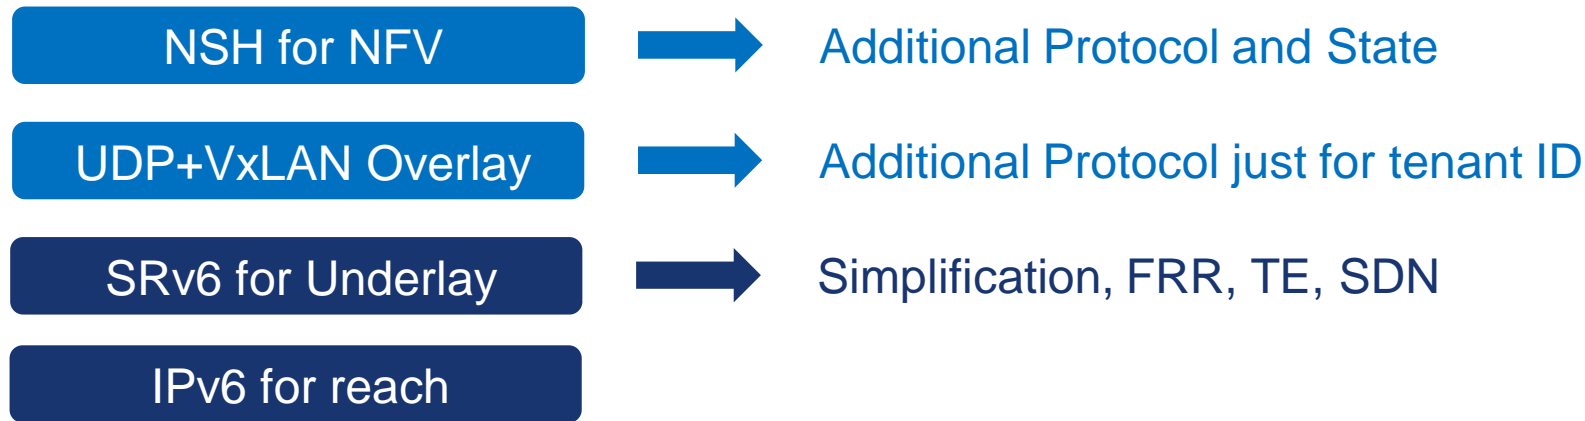 NSH for NFV
Additional Protocol and State
UDP+VxLAN Overlay
Additional Protocol just for tenant ID
SRv6 for Underlay
Simplification, FRR, TE, SDN
IPv6 for reach